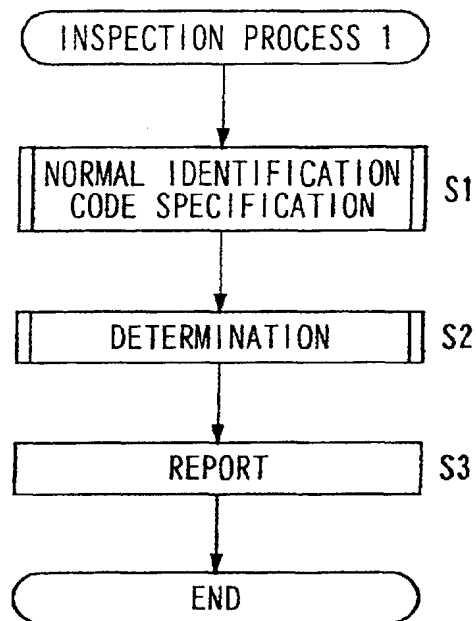 INSPECTION PROCESS 1
NORMAL IDENTIFICATION
CODE SPECIFICATION
S1
DETERMINATION
S2
REPORT
S3
END